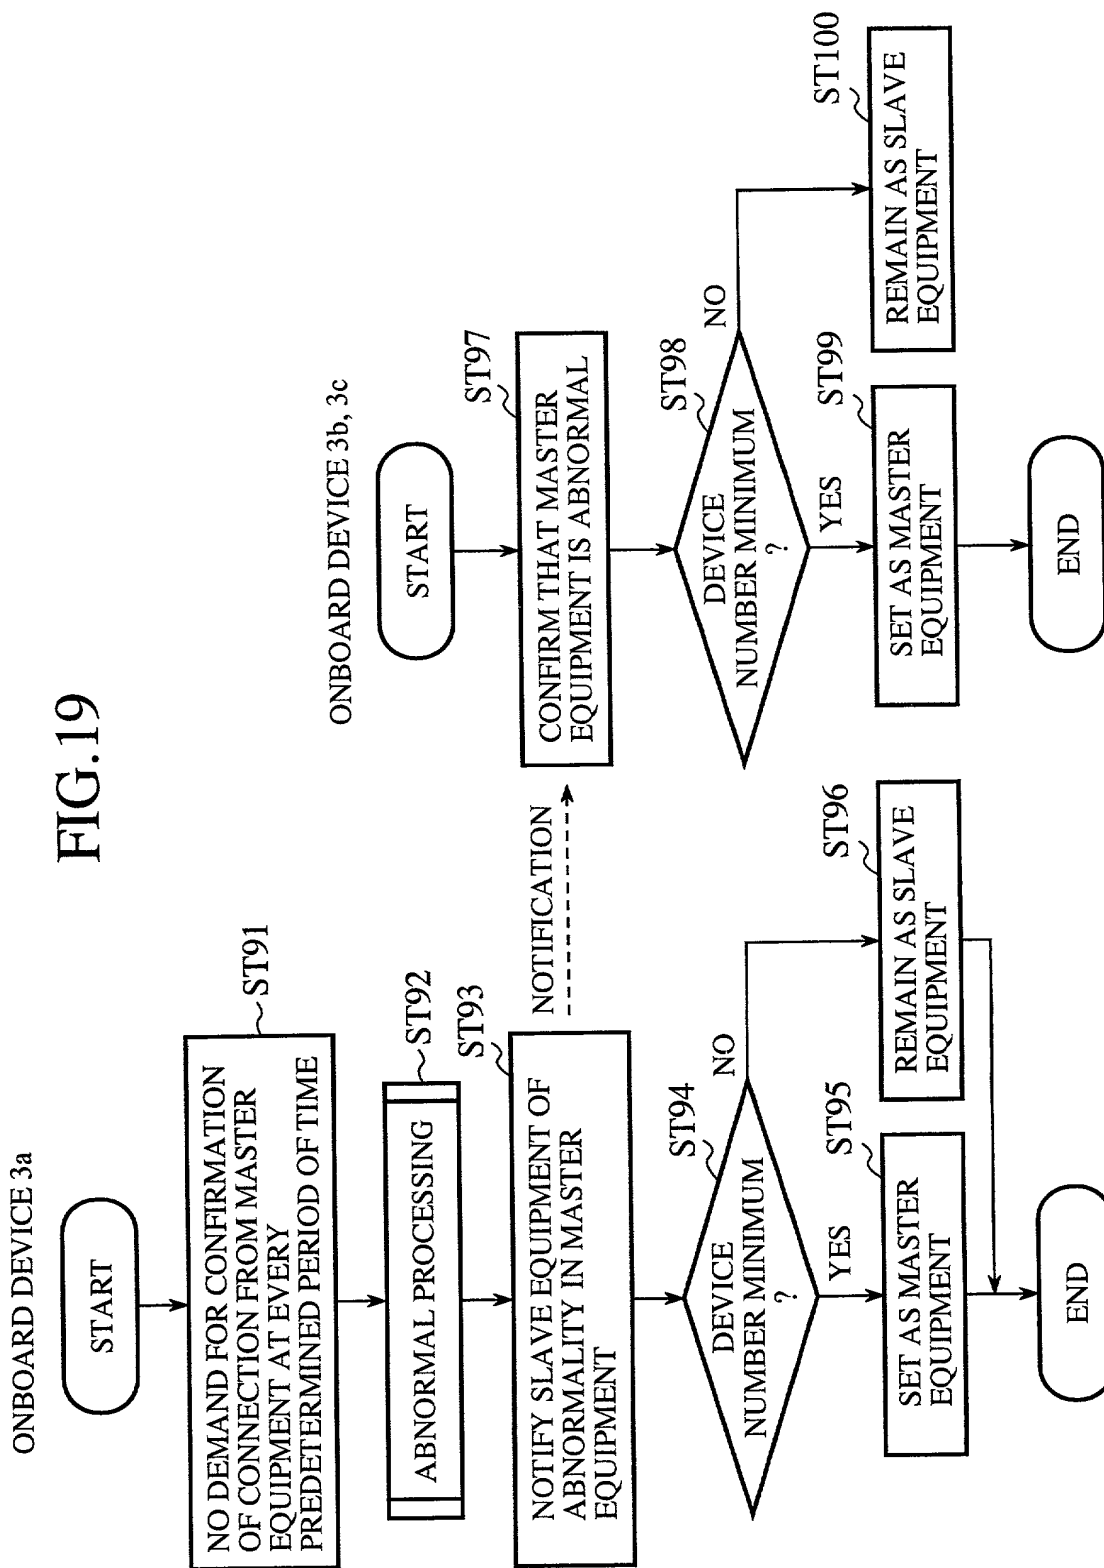 FIG.19
ONBOARD DEVICE 3a
START
NO DEMAND FOR CONFIRMATION
OF CONNECTION FROM MASTER
EQUIPMENT AT EVERY
PREDETERMINED PERIOD OF TIME
ST91
ABNORMAL PROCESSING
ST92
NOTIFY SLAVE EQUIPMENT OF
ABNORMALITY IN MASTER
EQUIPMENT
ST93
NOTIFICATION
DEVICE
NUMBER MINIMUM
?
ST94
NO
YES
SET AS MASTER
EQUIPMENT
ST95
REMAIN AS SLAVE
EQUIPMENT
ST96
END
ONBOARD DEVICE 3b, 3c
START
CONFIRM THAT MASTER
EQUIPMENT IS ABNORMAL
ST97
DEVICE
NUMBER MINIMUM
?
ST98
NO
YES
SET AS MASTER
EQUIPMENT
ST99
REMAIN AS SLAVE
EQUIPMENT
ST100
END